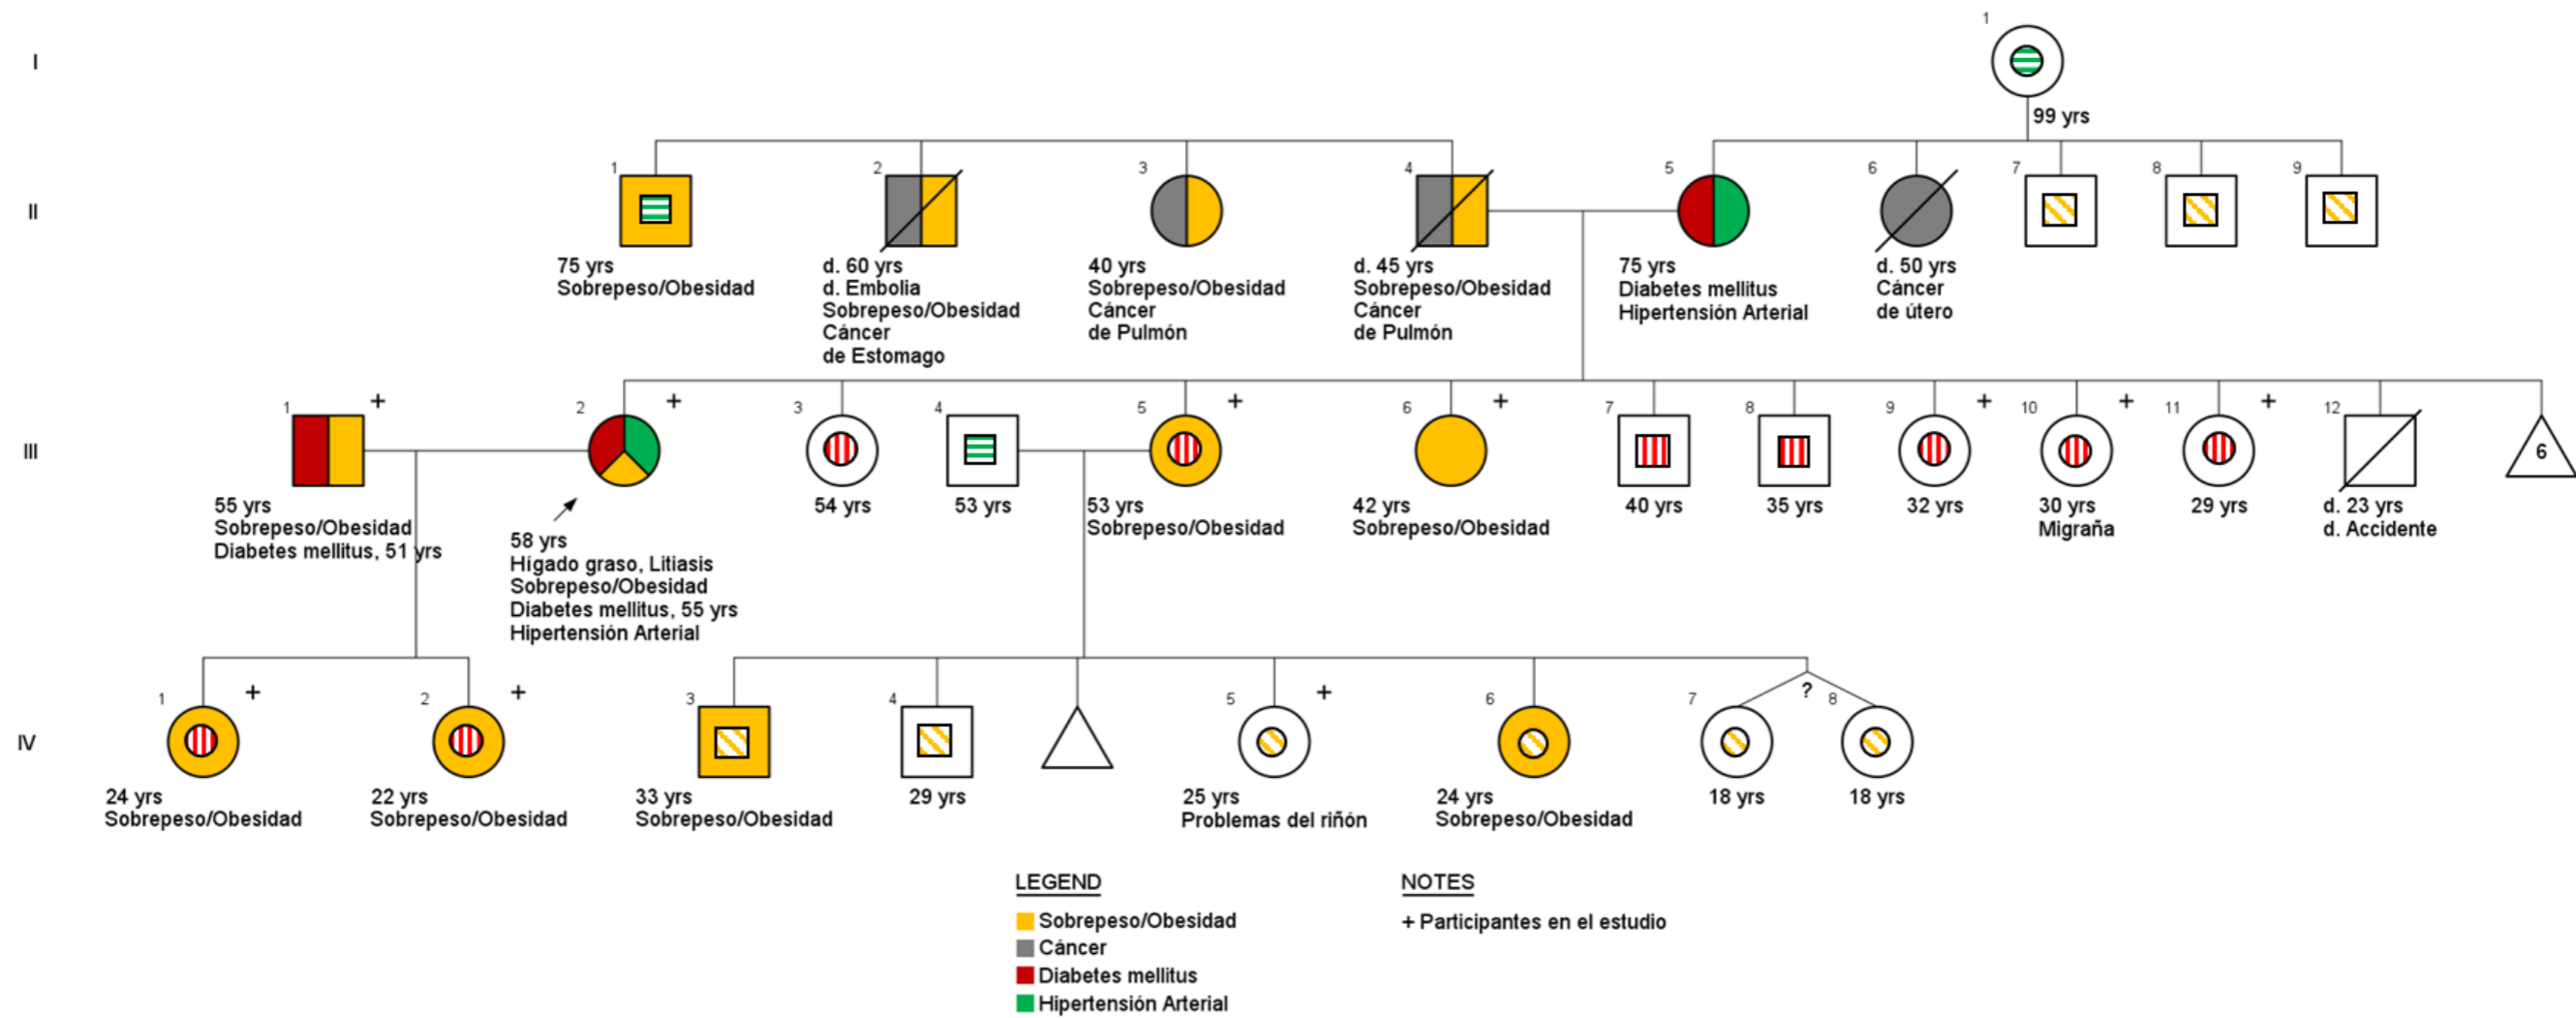 1
I
99 yrs
1
2
3
4
5
6
7
8
9
II
75 yrs
Sobrepeso/Obesidad
d. 60 yrs
d. Embolia
Sobrepeso/Obesidad
Cáncer
de Estomago
40 yrs
Sobrepeso/Obesidad
Cáncer
de Pulmón
d. 45 yrs
Sobrepeso/Obesidad
Cáncer
de Pulmón
75 yrs
Diabetes mellitus
Hipertensión Arterial
d. 50 yrs
Cáncer
de útero
1 +
2 +
3
4
5 +
6 +
7
8
9 +
10 +
11 +
12
III
6
55 yrs
Sobrepeso/Obesidad
Diabetes mellitus, 51 yrs
58 yrs
Hígado graso, Litiasis
Sobrepeso/Obesidad
Diabetes mellitus, 55 yrs
Hipertensión Arterial
54 yrs
53 yrs
53 yrs
Sobrepeso/Obesidad
42 yrs
Sobrepeso/Obesidad
40 yrs
35 yrs
32 yrs
30 yrs
Migraña
29 yrs
d. 23 yrs
d. Accidente
1 +
2 +
3
4
5 +
6
7
?
8
IV
24 yrs
Sobrepeso/Obesidad
22 yrs
Sobrepeso/Obesidad
33 yrs
Sobrepeso/Obesidad
29 yrs
25 yrs
Problemas del riñón
24 yrs
Sobrepeso/Obesidad
18 yrs
18 yrs
LEGEND
Sobrepeso/Obesidad
Cáncer
Diabetes mellitus
Hipertensión Arterial
NOTES
+ Participantes en el estudio